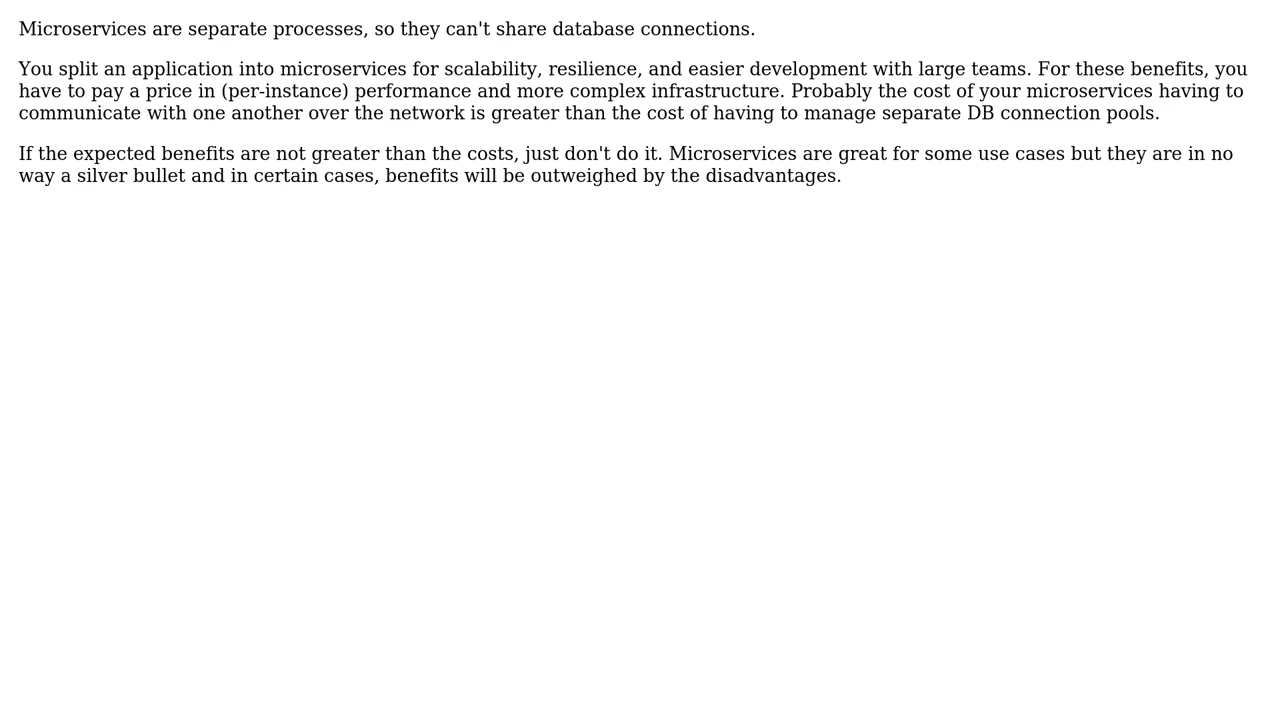 Microservices are separate processes, so they can't share database connections.
You split an application into microservices for scalability, resilience, and easier development with large teams. For these benefits, you
have to pay a price in (per-instance) performance and more complex infrastructure. Probably the cost of your microservices having to
communicate with one another over the network is greater than the cost of having to manage separate DB connection pools.
If the expected benefits are not greater than the costs, just don't do it. Microservices are great for some use cases but they are in no
way a silver bullet and in certain cases, benefits will be outweighed by the disadvantages.